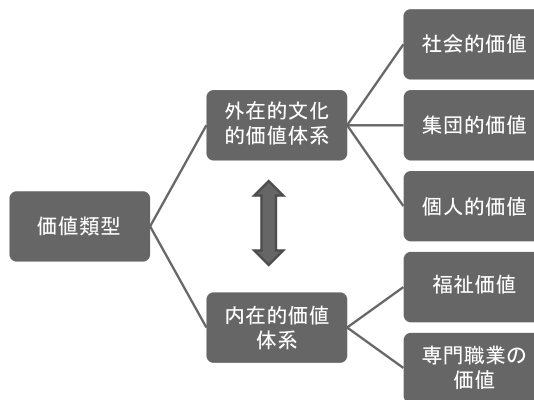 社会的価値
外在的文化
的価値体系
集団的価値
個人的価値
価値類型
福祉価値
内在的価値
体系
専門職業の
価値